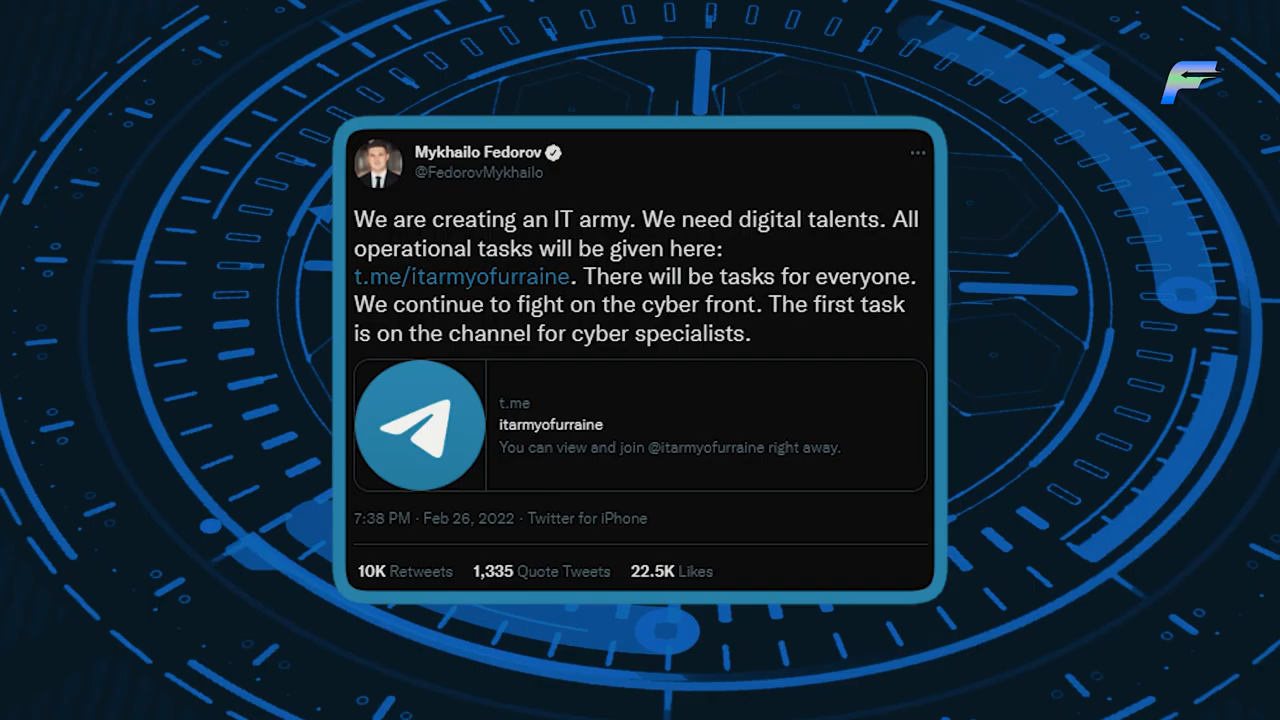 Mykhailo Fedorov
@FedorovMykhailo
We are creating an IT army. We need digital talents. All
operational tasks will be given here:
t.me/itarmyofurraine. There will be tasks for everyone.
We continue to fight on the cyber front. The first task
is on the channel for cyber specialists.
t.me
itarmyofurraine
You can view and join @itarmyofurraine right away.
7:38 PM · Feb 26, 2022 · Twitter for iPhone
10K Retweets 1,335 Quote Tweets 22.5K Likes